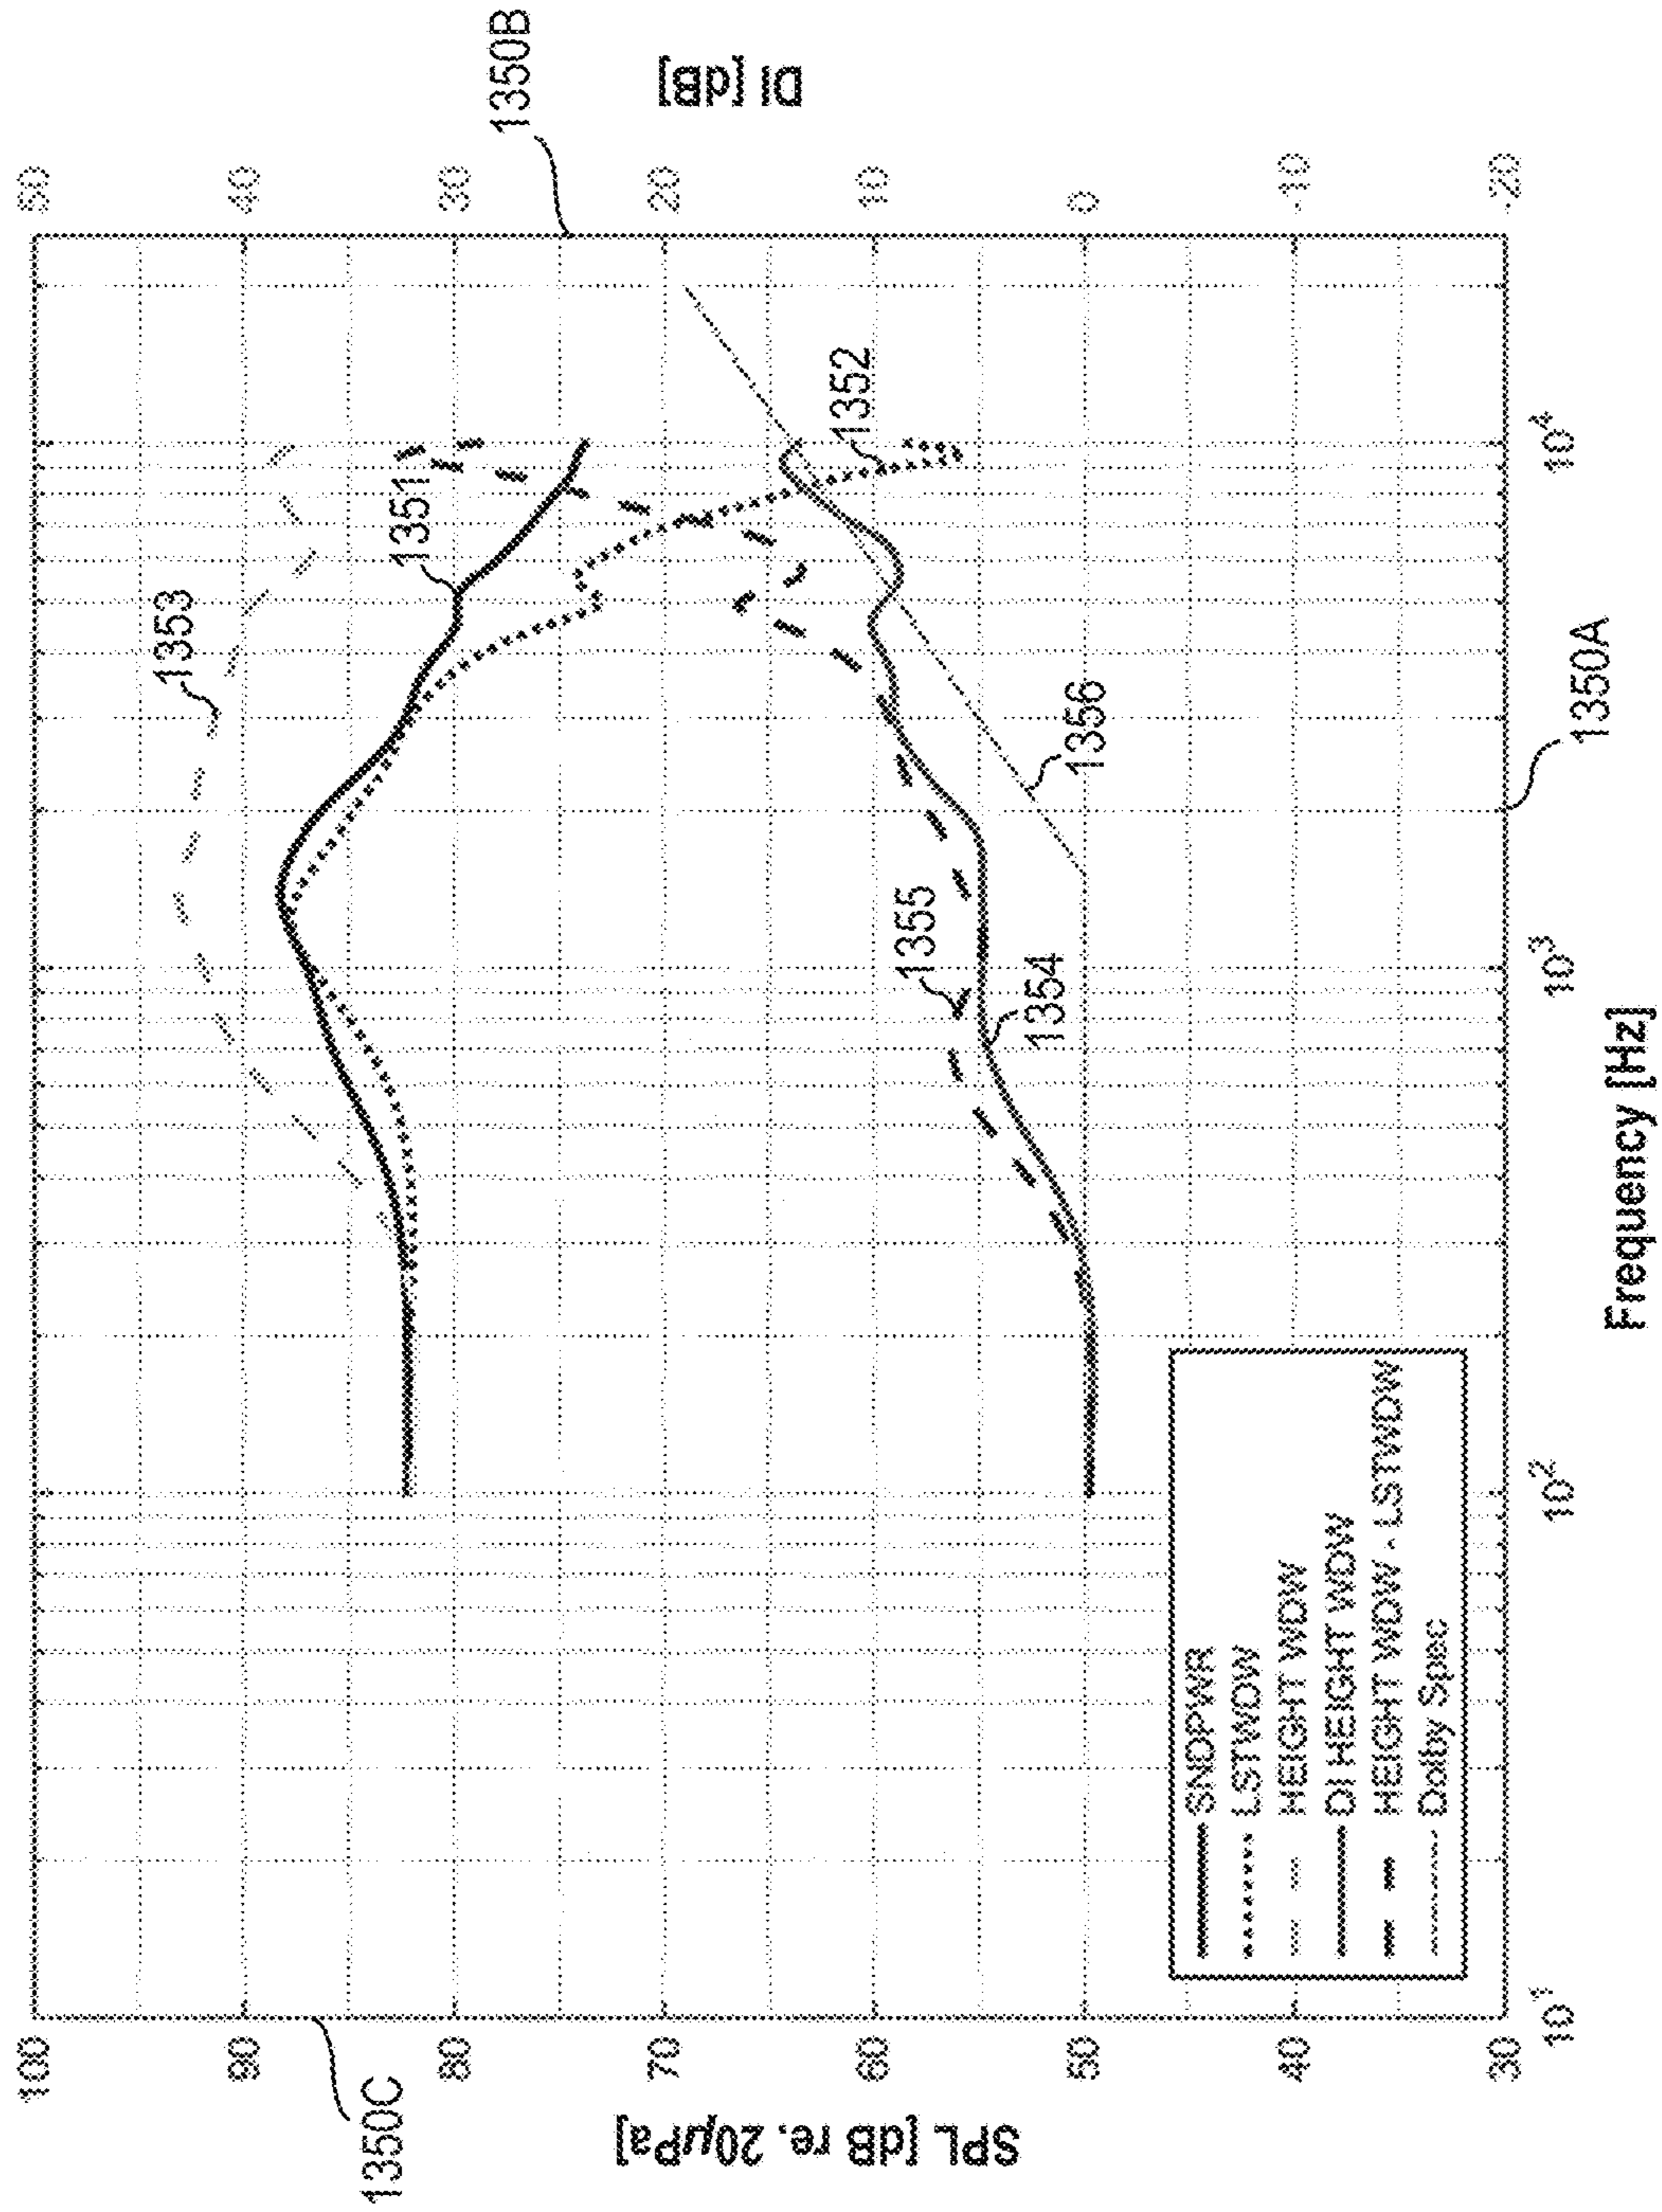 1350C
1350B
SPL [dB re. 20µPa]
100
90
80
70
60
50
40
30
DI [dB]
50
40
30
20
10
0
-10
-20
1353
1351
1352
1355
1354
1356
SNDPWR
LSTWDW
HEIGHT WDW
DI HEIGHT WDW
HEIGHT WDW - LSTWDW
Dolby Spec
10¹
10²
10³
10⁴
Frequency [Hz]
1350A